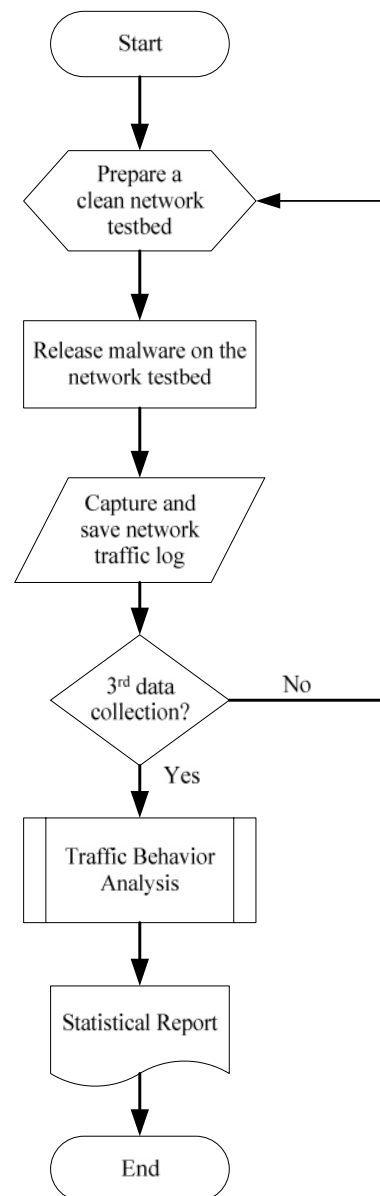 Start
Prepare a
clean network
testbed
Release malware on the
network testbed
Capture and
save network
traffic log
3rd data
collection?
No
Yes
Traffic Behavior
Analysis
Statistical Report
End